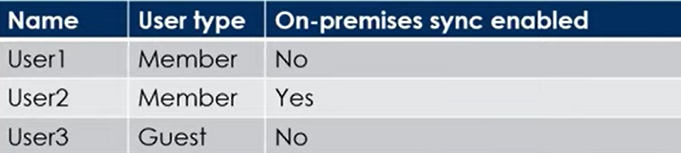 Name User type On-premises sync enabled
User1 Member No
User2 Member Yes
User3 Guest No